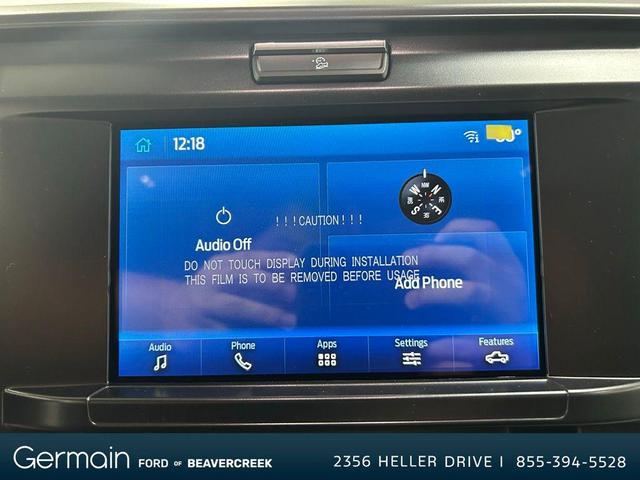 12:18
!!!CAUTION!!!
Audio Off
DO NOT TOUCH DISPLAY DURING INSTALLATION
THIS FILM IS TO BE REMOVED BEFORE USAGE
Add Phone
Audio
Phone
Apps
Settings
Features
Germain FORD OF BEAVERCREEK
2356 HELLER DRIVE | 855-394-5528